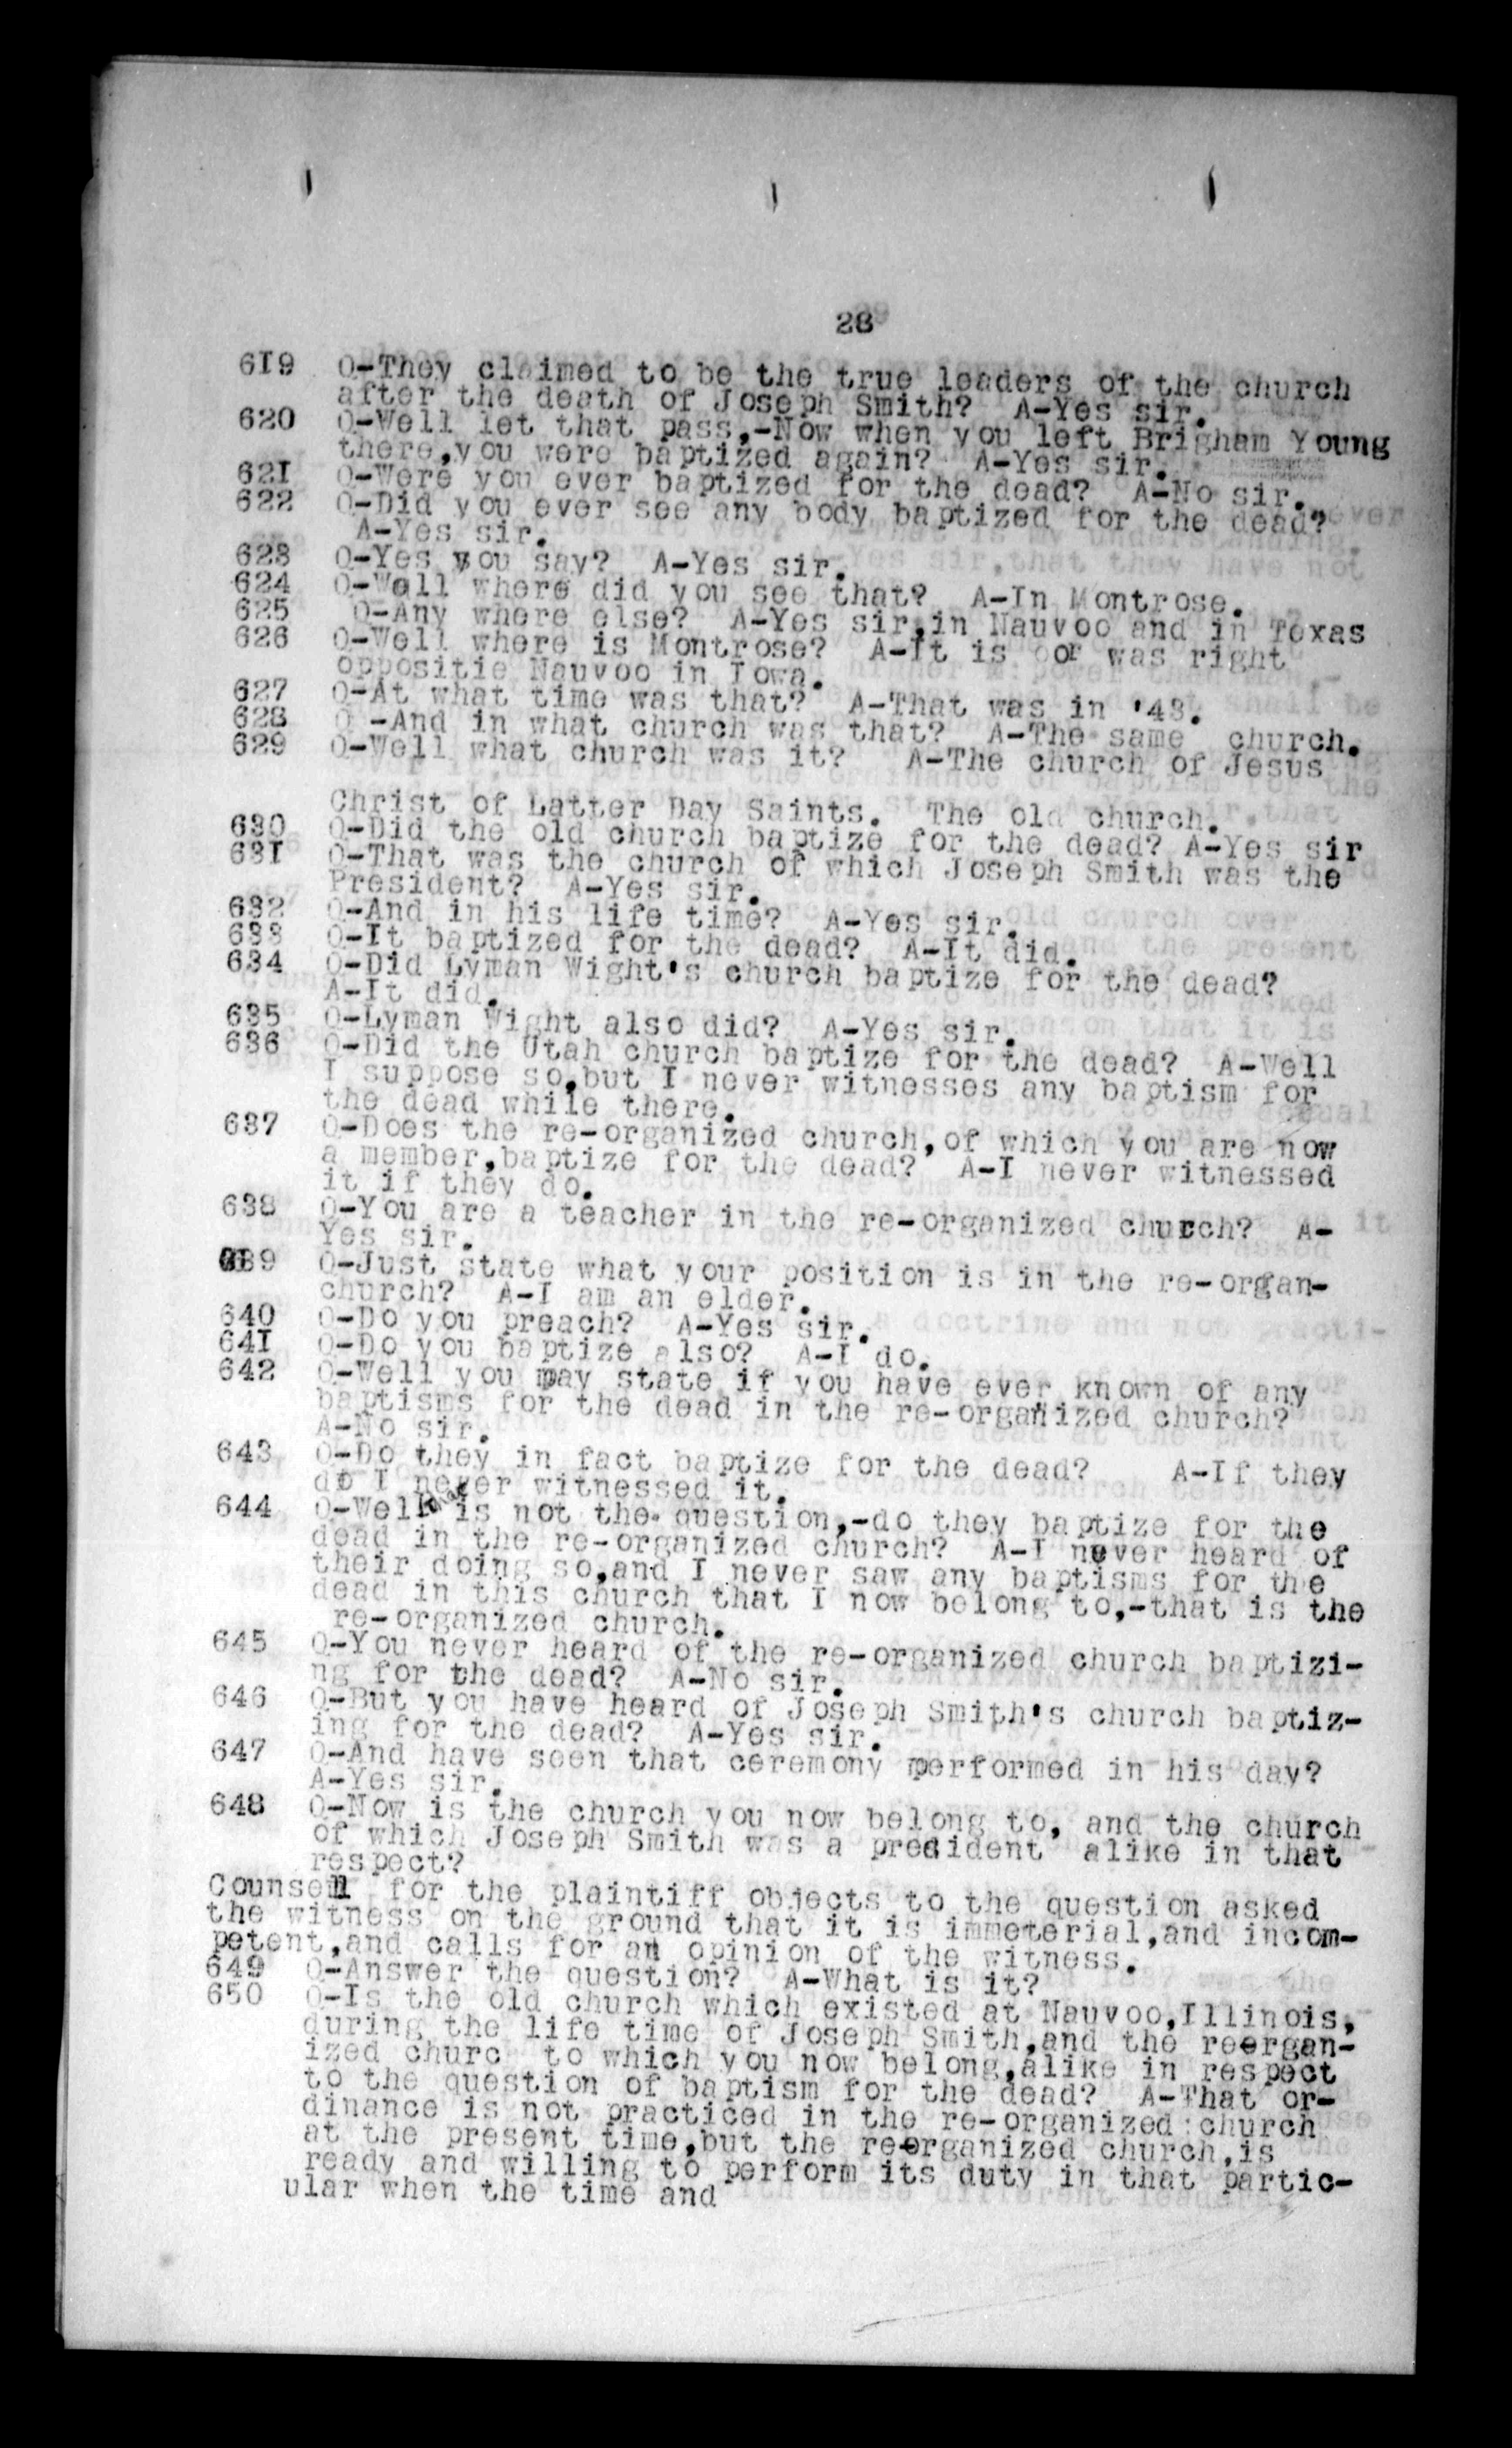 28
619 Q-They claimed to be the true leaders of the church
after the death of Joseph Smith? A-Yes sir.
620 Q-Well let that pass,-Now when you left Brigham Young
there,you were baptized again? A-Yes sir.
621 Q-Were you ever baptized for the dead? A-No sir.
622 Q-Did you ever see any body baptized for the dead?
A-Yes sir.
623 Q-Yes you say? A-Yes sir.
624 Q-Well where did you see that? A-In Montrose.
625 Q-Any where else? A-Yes sir,in Nauvoo and in Texas
626 Q-Well where is Montrose? A-It is or was right
oppositie Nauvoo in Iowa.
627 Q-At what time was that? A-That was in '43.
628 Q -And in what church was that? A-The same church.
629 Q-Well what church was it? A-The church of Jesus
Christ of Latter Day Saints. The old church.
630 Q-Did the old church baptize for the dead? A-Yes sir
631 Q-That was the church of which Joseph Smith was the
President? A-Yes sir.
632 Q-And in his life time? A-Yes sir.
633 Q-It baptized for the dead? A-It did.
634 Q-Did Lyman Wight's church baptize for the dead?
A-It did.
635 Q-Lyman Wight also did? A-Yes sir.
636 Q-Did the Utah church baptize for the dead? A-Well
I suppose so,but I never witnesses any baptism for
the dead while there.
637 Q-Does the re-organized church,of which you are now
a member,baptize for the dead? A-I never witnessed
it if they do.
638 Q-You are a teacher in the re-organized church? A-
Yes sir.
639 Q-Just state what your position is in the re-organ-
church? A-I am an elder.
640 Q-Do you preach? A-Yes sir.
641 Q-Do you baptize also? A-I do.
642 Q-Well you may state if you have ever known of any
baptisms for the dead in the re-organized church?
A-No sir.
643 Q-Do they in fact baptize for the dead? A-If they
do I never witnessed it.
644 Q-Well that is not the question,-do they baptize for the
dead in the re-organized church? A-I never heard of
their doing so,and I never saw any baptisms for the
dead in this church that I now belong to,-that is the
re-organized church.
645 Q-You never heard of the re-organized church baptizi-
ng for the dead? A-No sir.
646 Q-But you have heard of Joseph Smith's church baptiz-
ing for the dead? A-Yes sir.
647 Q-And have seen that ceremony performed in his day?
A-Yes sir.
648 Q-Now is the church you now belong to, and the church
of which Joseph Smith was a president alike in that
respect?
Counsell for the plaintiff objects to the question asked
the witness on the ground that it is immeterial,and incom-
petent,and calls for an opinion of the witness.
649 Q-Answer the question? A-What is it?
650 Q-Is the old church which existed at Nauvoo,Illinois,
during the life time of Joseph Smith,and the reergan-
ized churc to which you now belong,alike in respect
to the question of baptism for the dead? A-That or-
dinance is not practiced in the re-organized church
at the present time,but the reorganized church,is
ready and willing to perform its duty in that partic-
ular when the time and